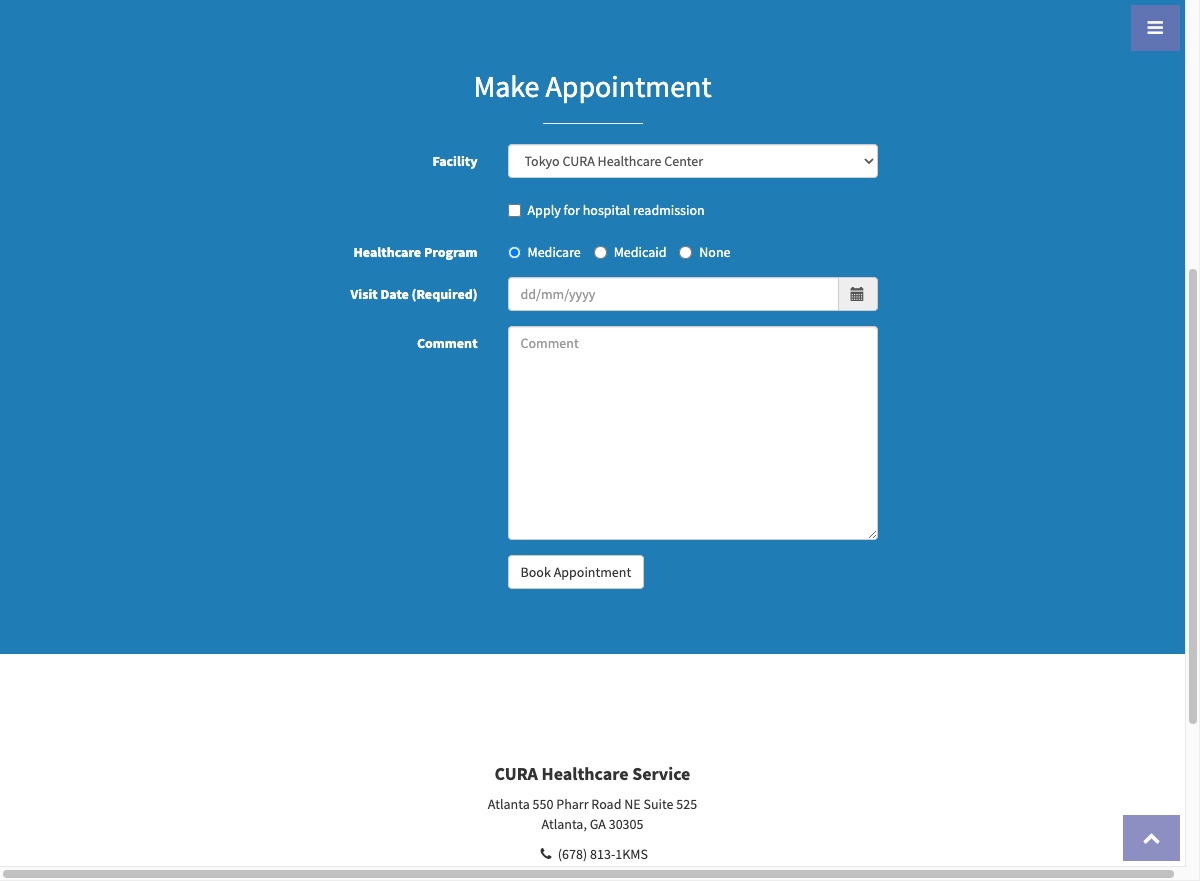 Make Appointment
Facility
Tokyo CURA Healthcare Center
Apply for hospital readmission
Healthcare Program
Medicare Medicaid None
Visit Date (Required)
dd/mm/yyyy
Comment
Comment
Book Appointment
CURA Healthcare Service
Atlanta 550 Pharr Road NE Suite 525
Atlanta, GA 30305
(678) 813-1KMS